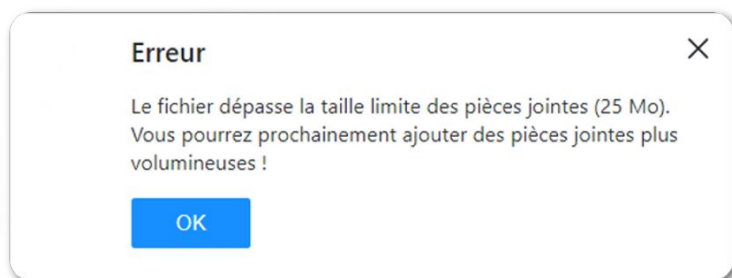 Erreur
Le fichier dépasse la taille limite des pièces jointes (25 Mo).
Vous pourrez prochainement ajouter des pièces jointes plus
volumineuses !
OK